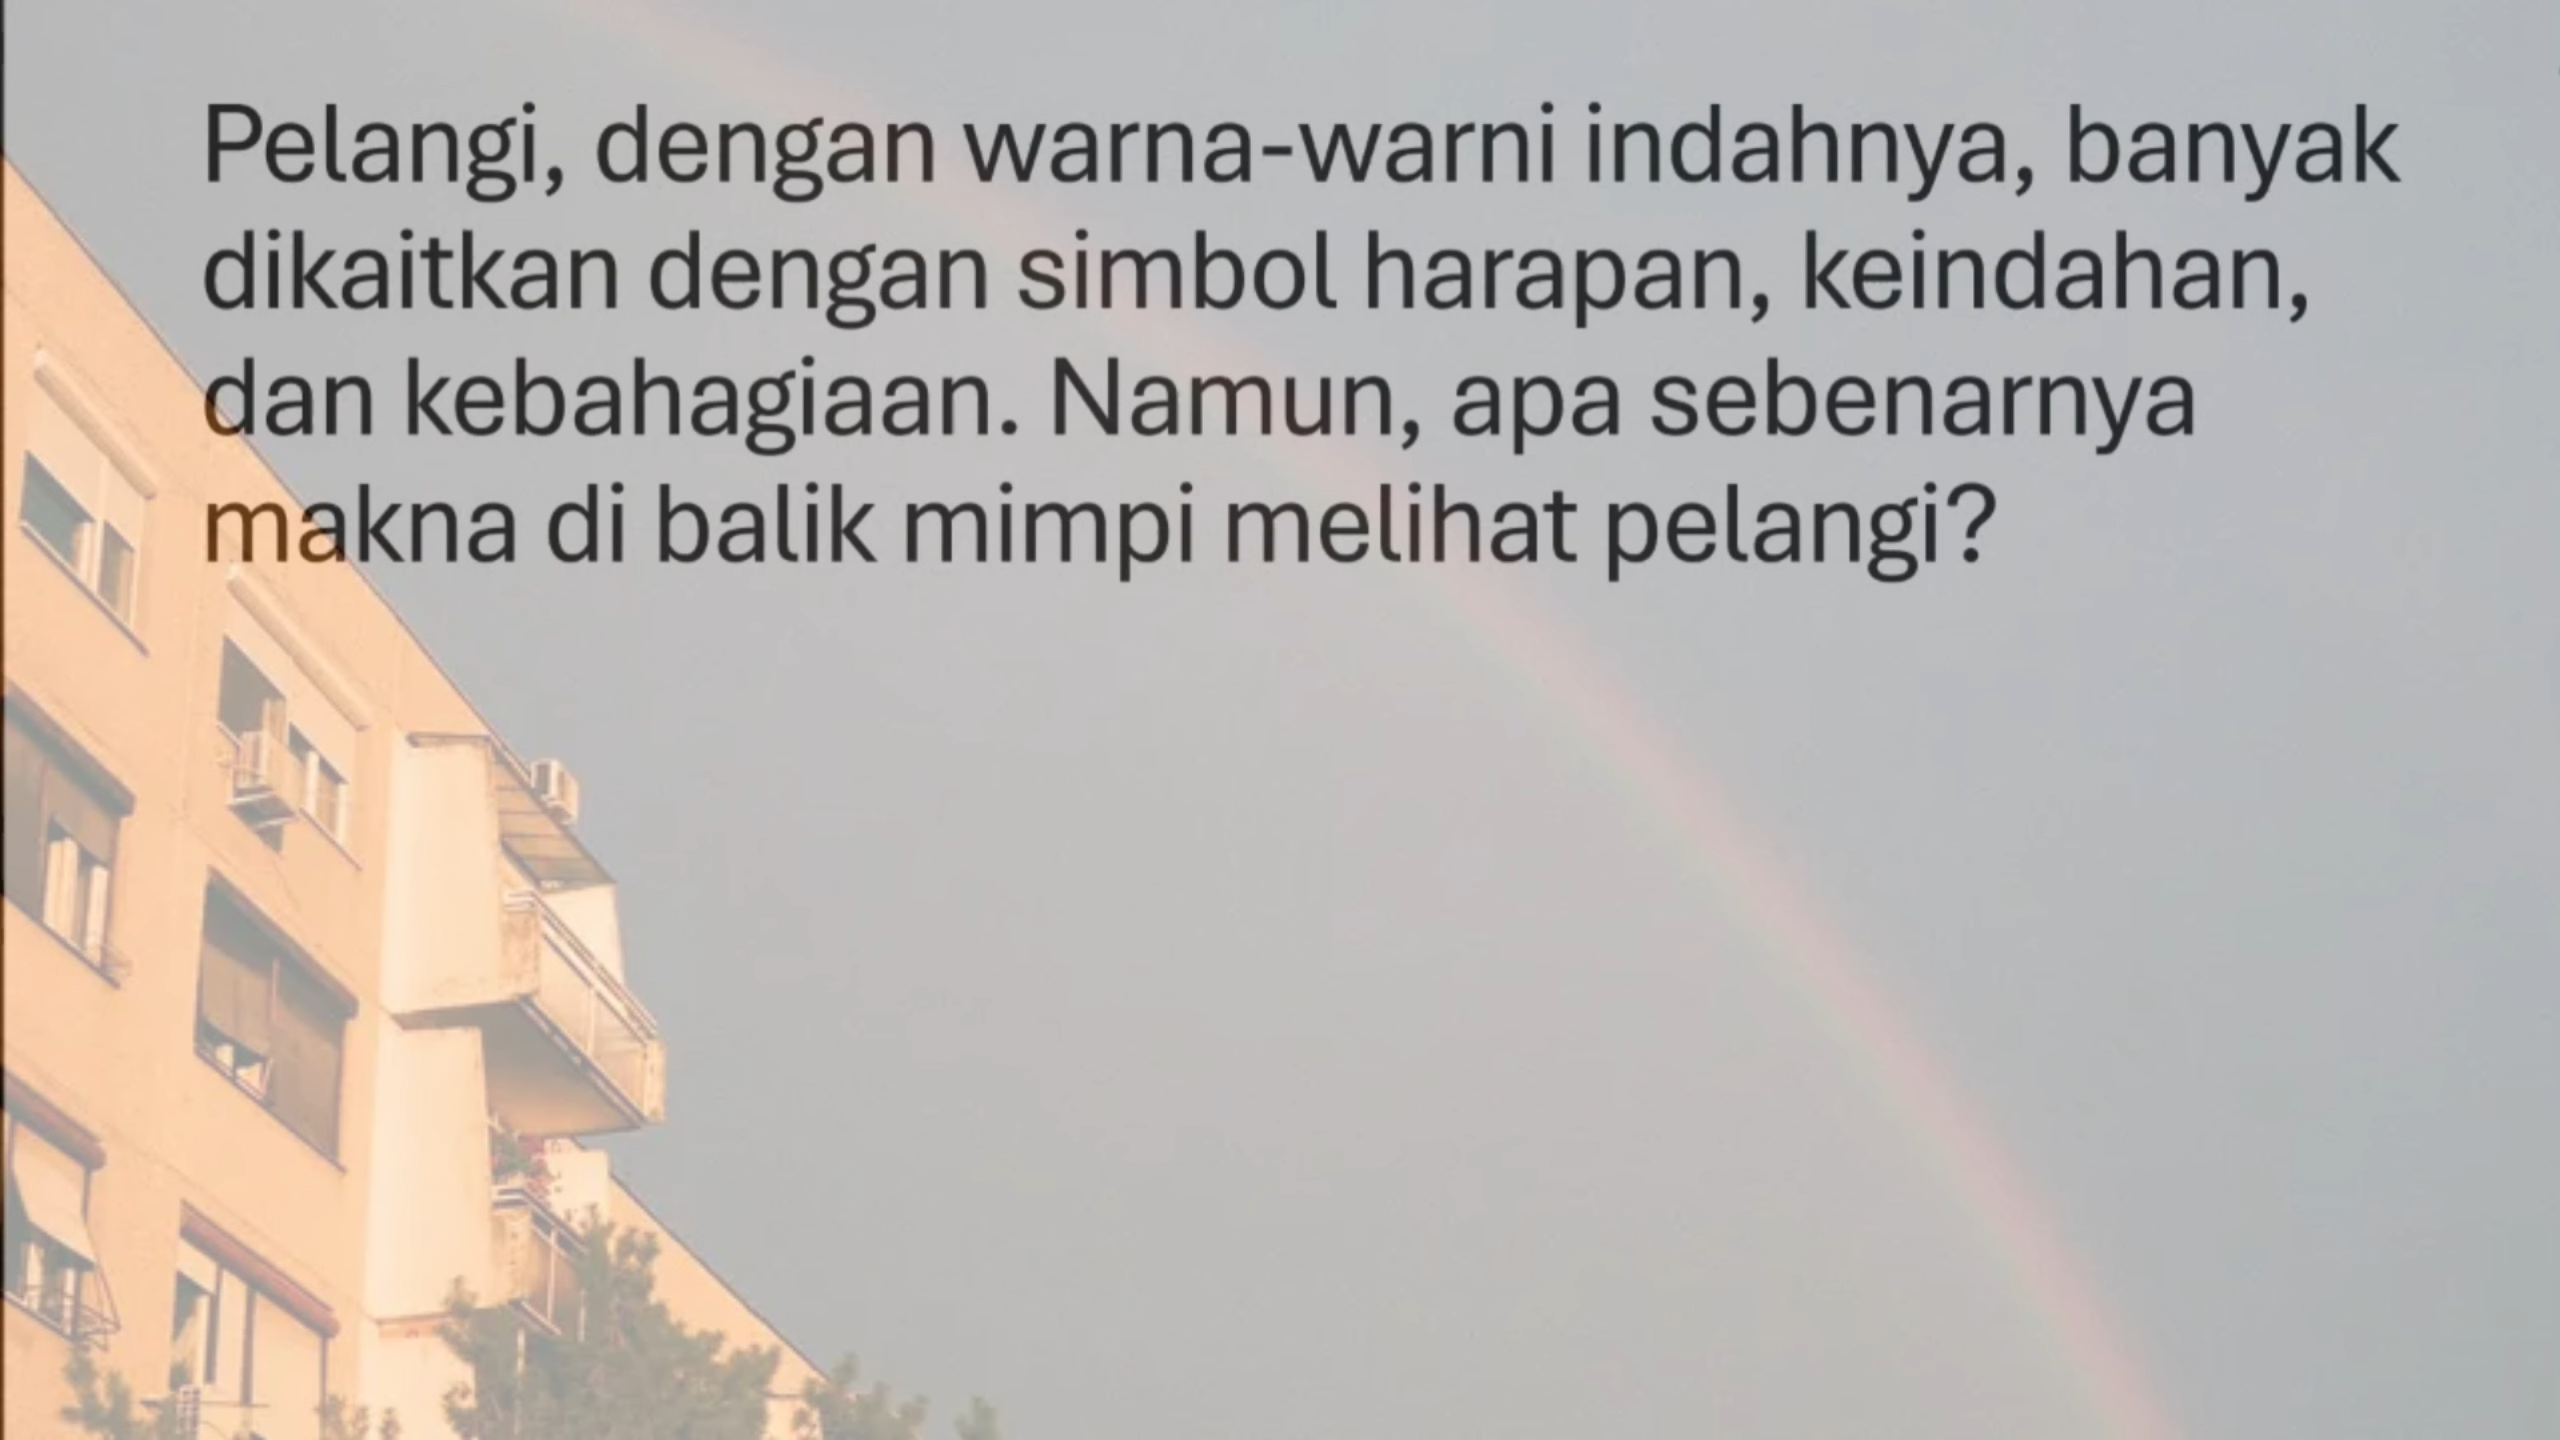 Pelangi, dengan warna-warni indahnya, banyak
dikaitkan dengan simbol harapan, keindahan,
dan kebahagiaan. Namun, apa sebenarnya
makna di balik mimpi melihat pelangi?